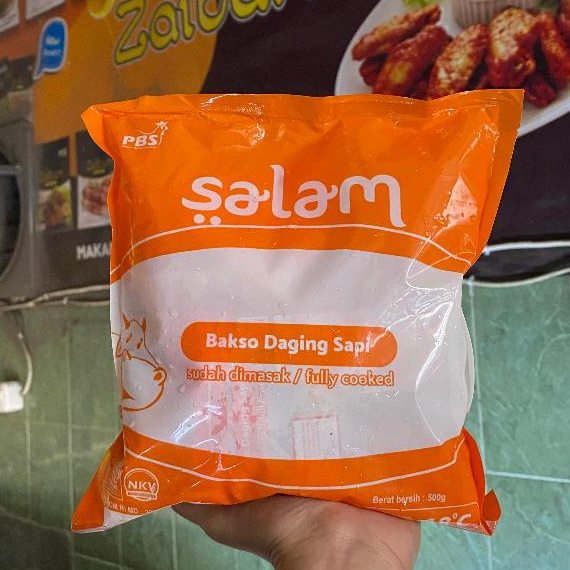 Zaidan
MAKA
PBS
salam
Bakso Daging Sapi
sudah dimasak / fully cooked
NKV
Berat bersih : 500g